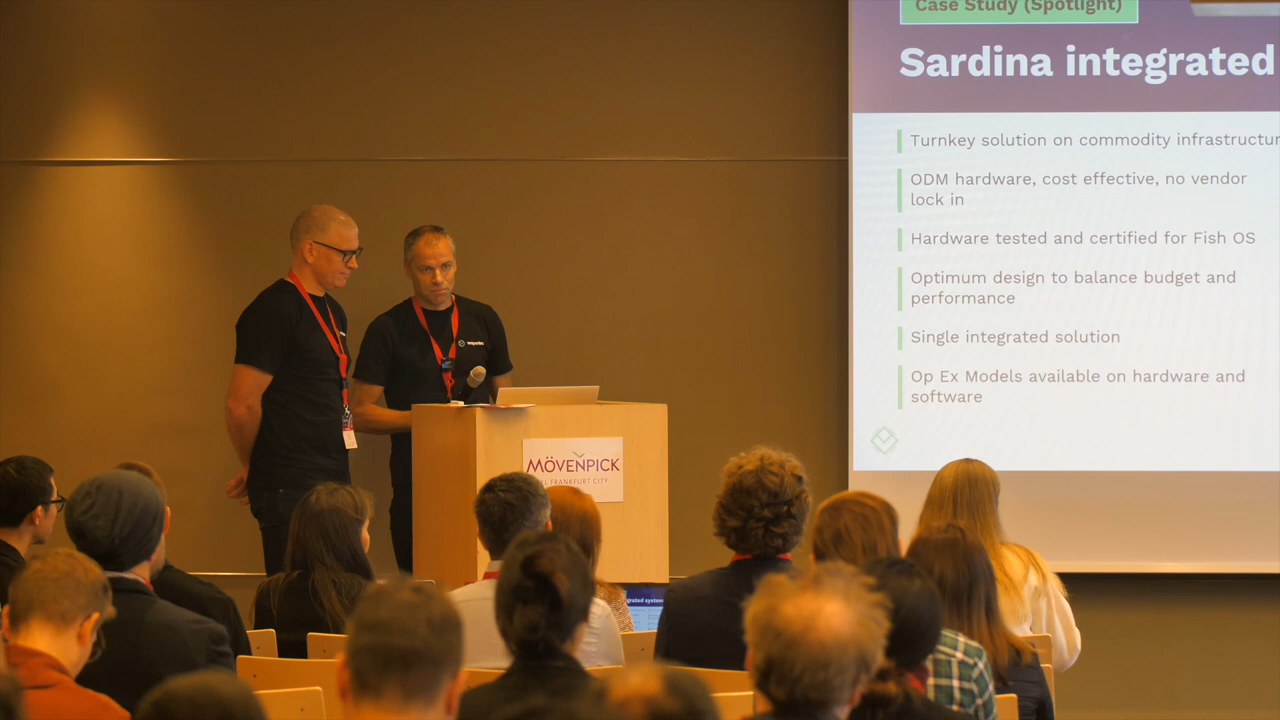 Case Study (Spotlight)
Sardina integrated
Turnkey solution on commodity infrastructur
ODM hardware, cost effective, no vendor
lock in
Hardware tested and certified for Fish OS
Optimum design to balance budget and
performance
Single integrated solution
Op Ex Models available on hardware and
software
MÖVENPICK
FRANKFURT CITY
grated system